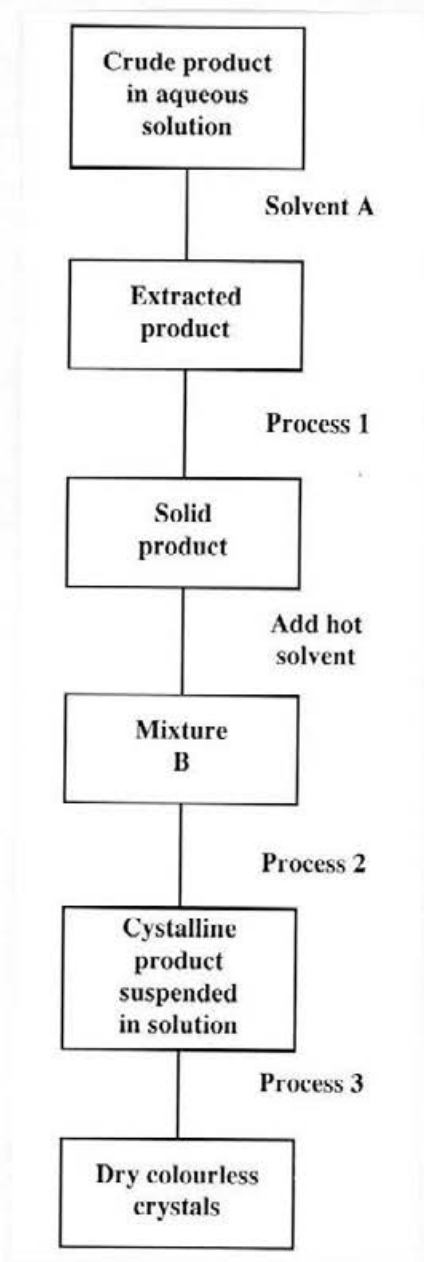 Crude product
in aqueous
solution
Solvent A
Extracted
product
Process 1
Solid
product
Add hot
solvent
Mixture
B
Process 2
Cystalline
product
suspended
in solution
Process 3
Dry colourless
crystals